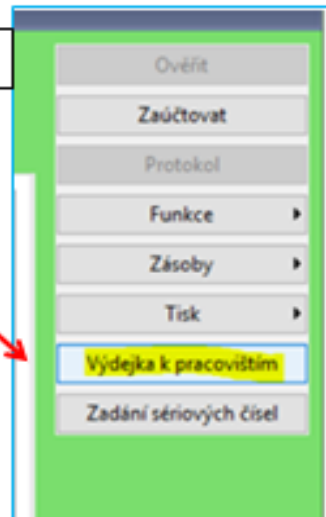 Ověřit
Zaúčtovat
Protokol
Funkce
Zásoby
Tisk
Výdejka k pracovištím
Zadání sériových čísel